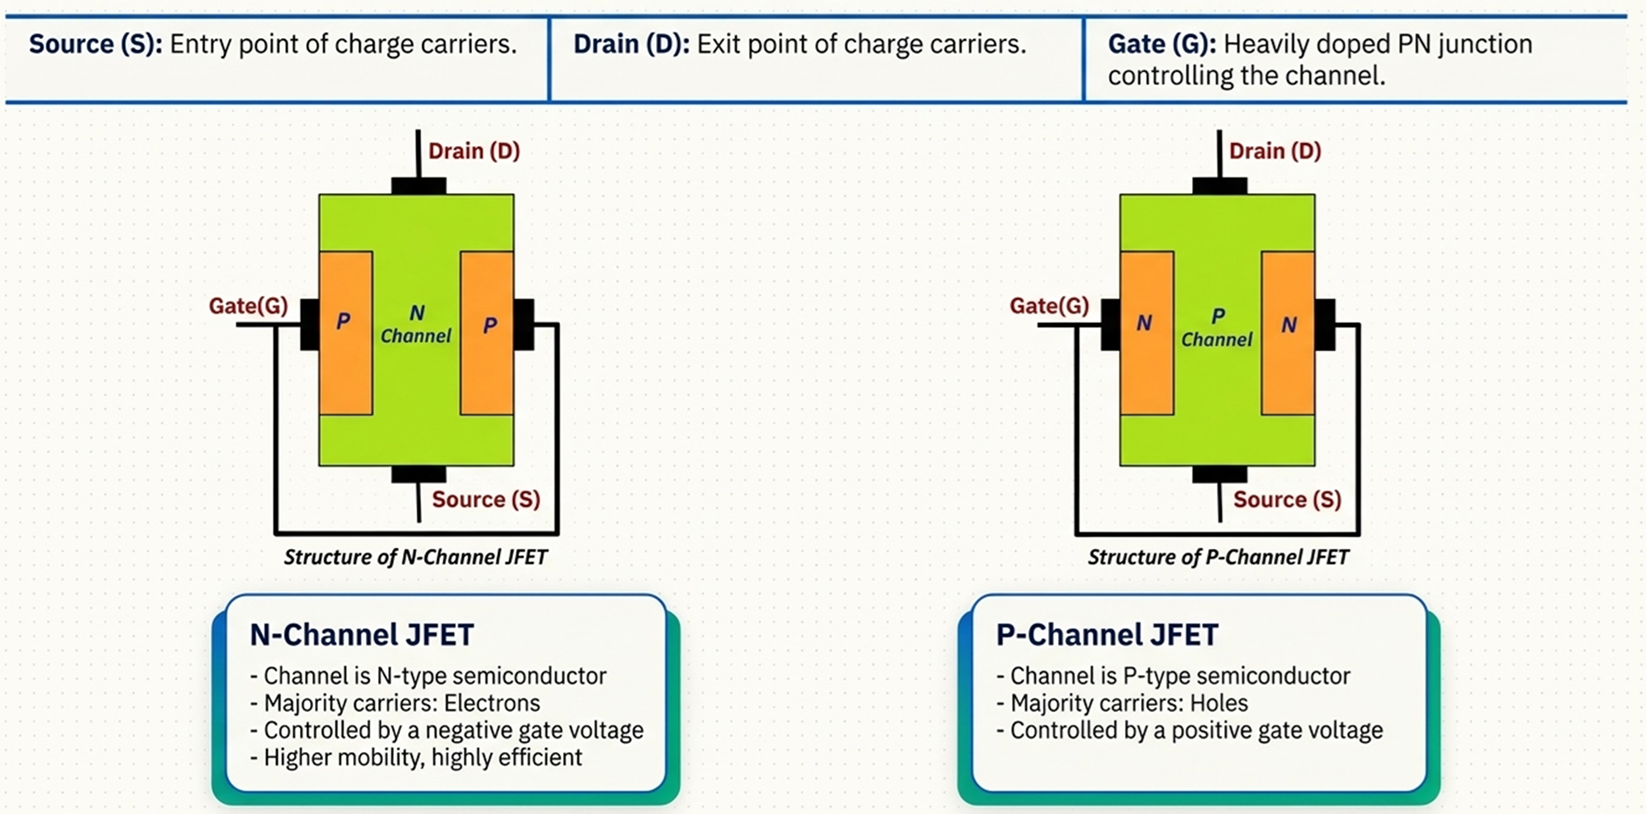 Source (S): Entry point of charge carriers.
Drain (D): Exit point of charge carriers.
Gate (G): Heavily doped PN junction
controlling the channel.
Drain (D)
Gate(G)
P
N
Channel
P
Source (S)
Structure of N-Channel JFET
Drain (D)
Gate(G)
N
P
Channel
N
Source (S)
Structure of P-Channel JFET
N-Channel JFET
- Channel is N-type semiconductor
- Majority carriers: Electrons
- Controlled by a negative gate voltage
- Higher mobility, highly efficient
P-Channel JFET
- Channel is P-type semiconductor
- Majority carriers: Holes
- Controlled by a positive gate voltage